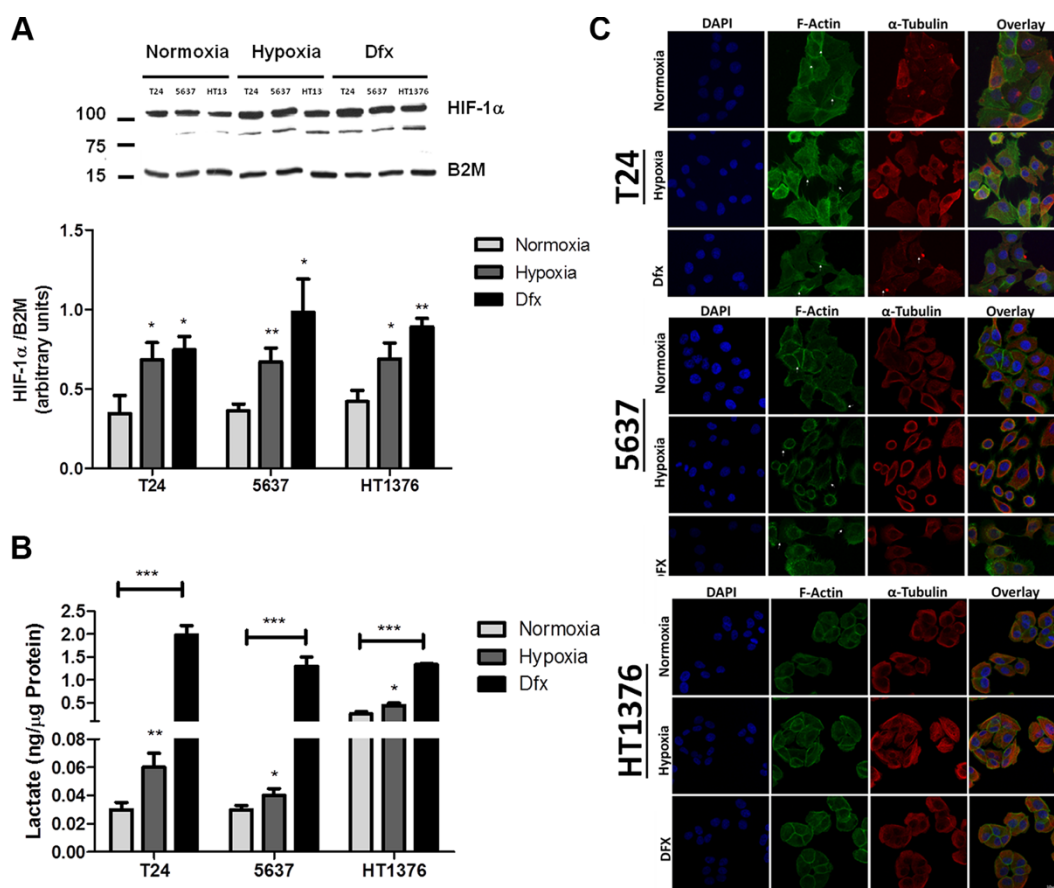 A
Normoxia Hypoxia Dfx
T24 5637 HT13 T24 5637 HT13 T24 5637 HT1376
100 HIF-1α
75
15 B2M
HIF-1α /B2M
(arbitrary units)
1.5
1.0
0.5
0.0
* * ** * * **
T24 5637 HT1376
Normoxia
Hypoxia
Dfx
B
Lactate (ng/μg Protein)
2.5
2.0
1.5
1.0
0.5
0.08
0.06
0.04
0.02
0.00
*** *** ***
** * *
T24 5637 HT1376
Normoxia
Hypoxia
Dfx
C
DAPI F-Actin α-Tubulin Overlay
T24
Normoxia
Hypoxia
Dfx
DAPI F-Actin α-Tubulin Overlay
5637
Normoxia
Hypoxia
DFX
DAPI F-Actin α-Tubulin Overlay
HT1376
Normoxia
Hypoxia
DFX